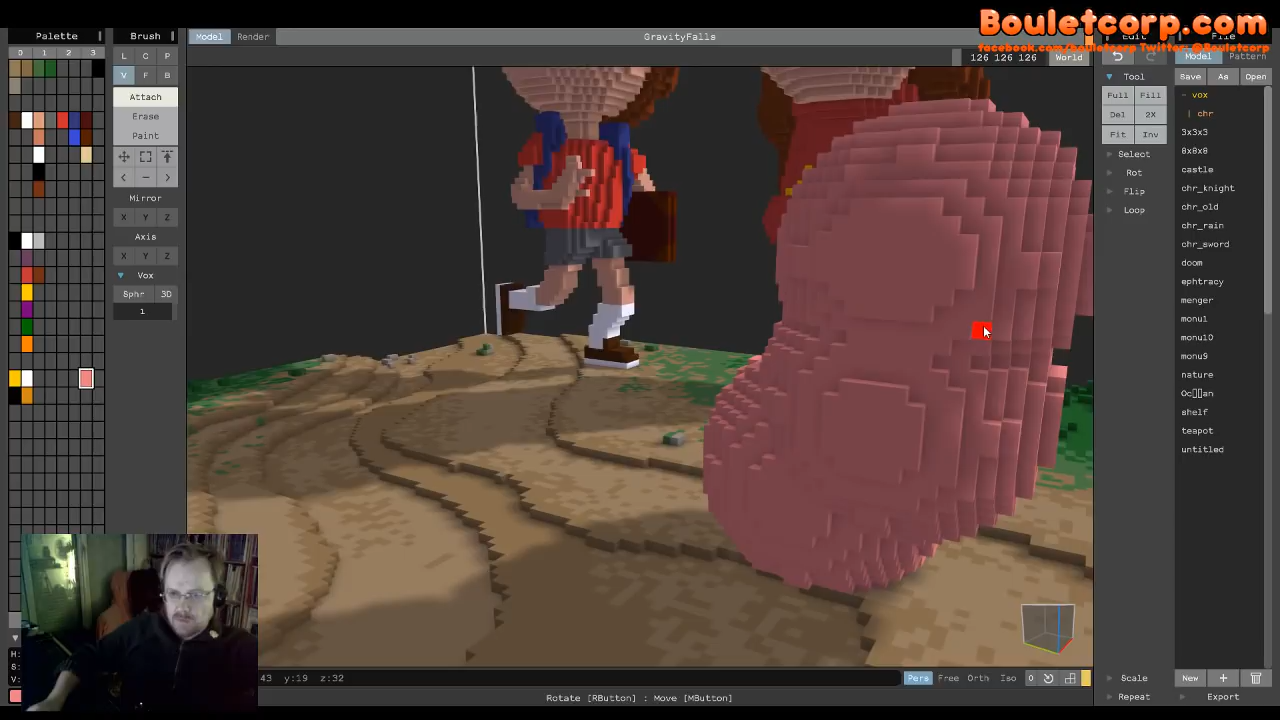 Bouletcorp.com
facebook.com/bouletcorp Twitter: @Bouletcorp
Palette
Brush
Model
Render
GravityFalls
Edit
File
0
1
2
3
L
C
P
126 126 126
World
Model
Pattern
V
F
B
Tool
Save
As
Open
Attach
Full
Fill
- vox
Erase
Del
2X
| chr
Paint
Fit
Inv
3x3x3
Select
8x8x8
Rot
castle
Mirror
Flip
chr_knight
X
Y
Z
Loop
chr_old
Axis
chr_rain
X
Y
Z
chr_sword
Vox
doom
Sphr
3D
ephtracy
1
menger
monu1
monu10
monu9
nature
shelf
teapot
untitled
H:
S:
V:
43 y:19 z:32
Pers
Free
Orth
Iso
0
Scale
New
+
Rotate [RButton] : Move [MButton]
Repeat
Export